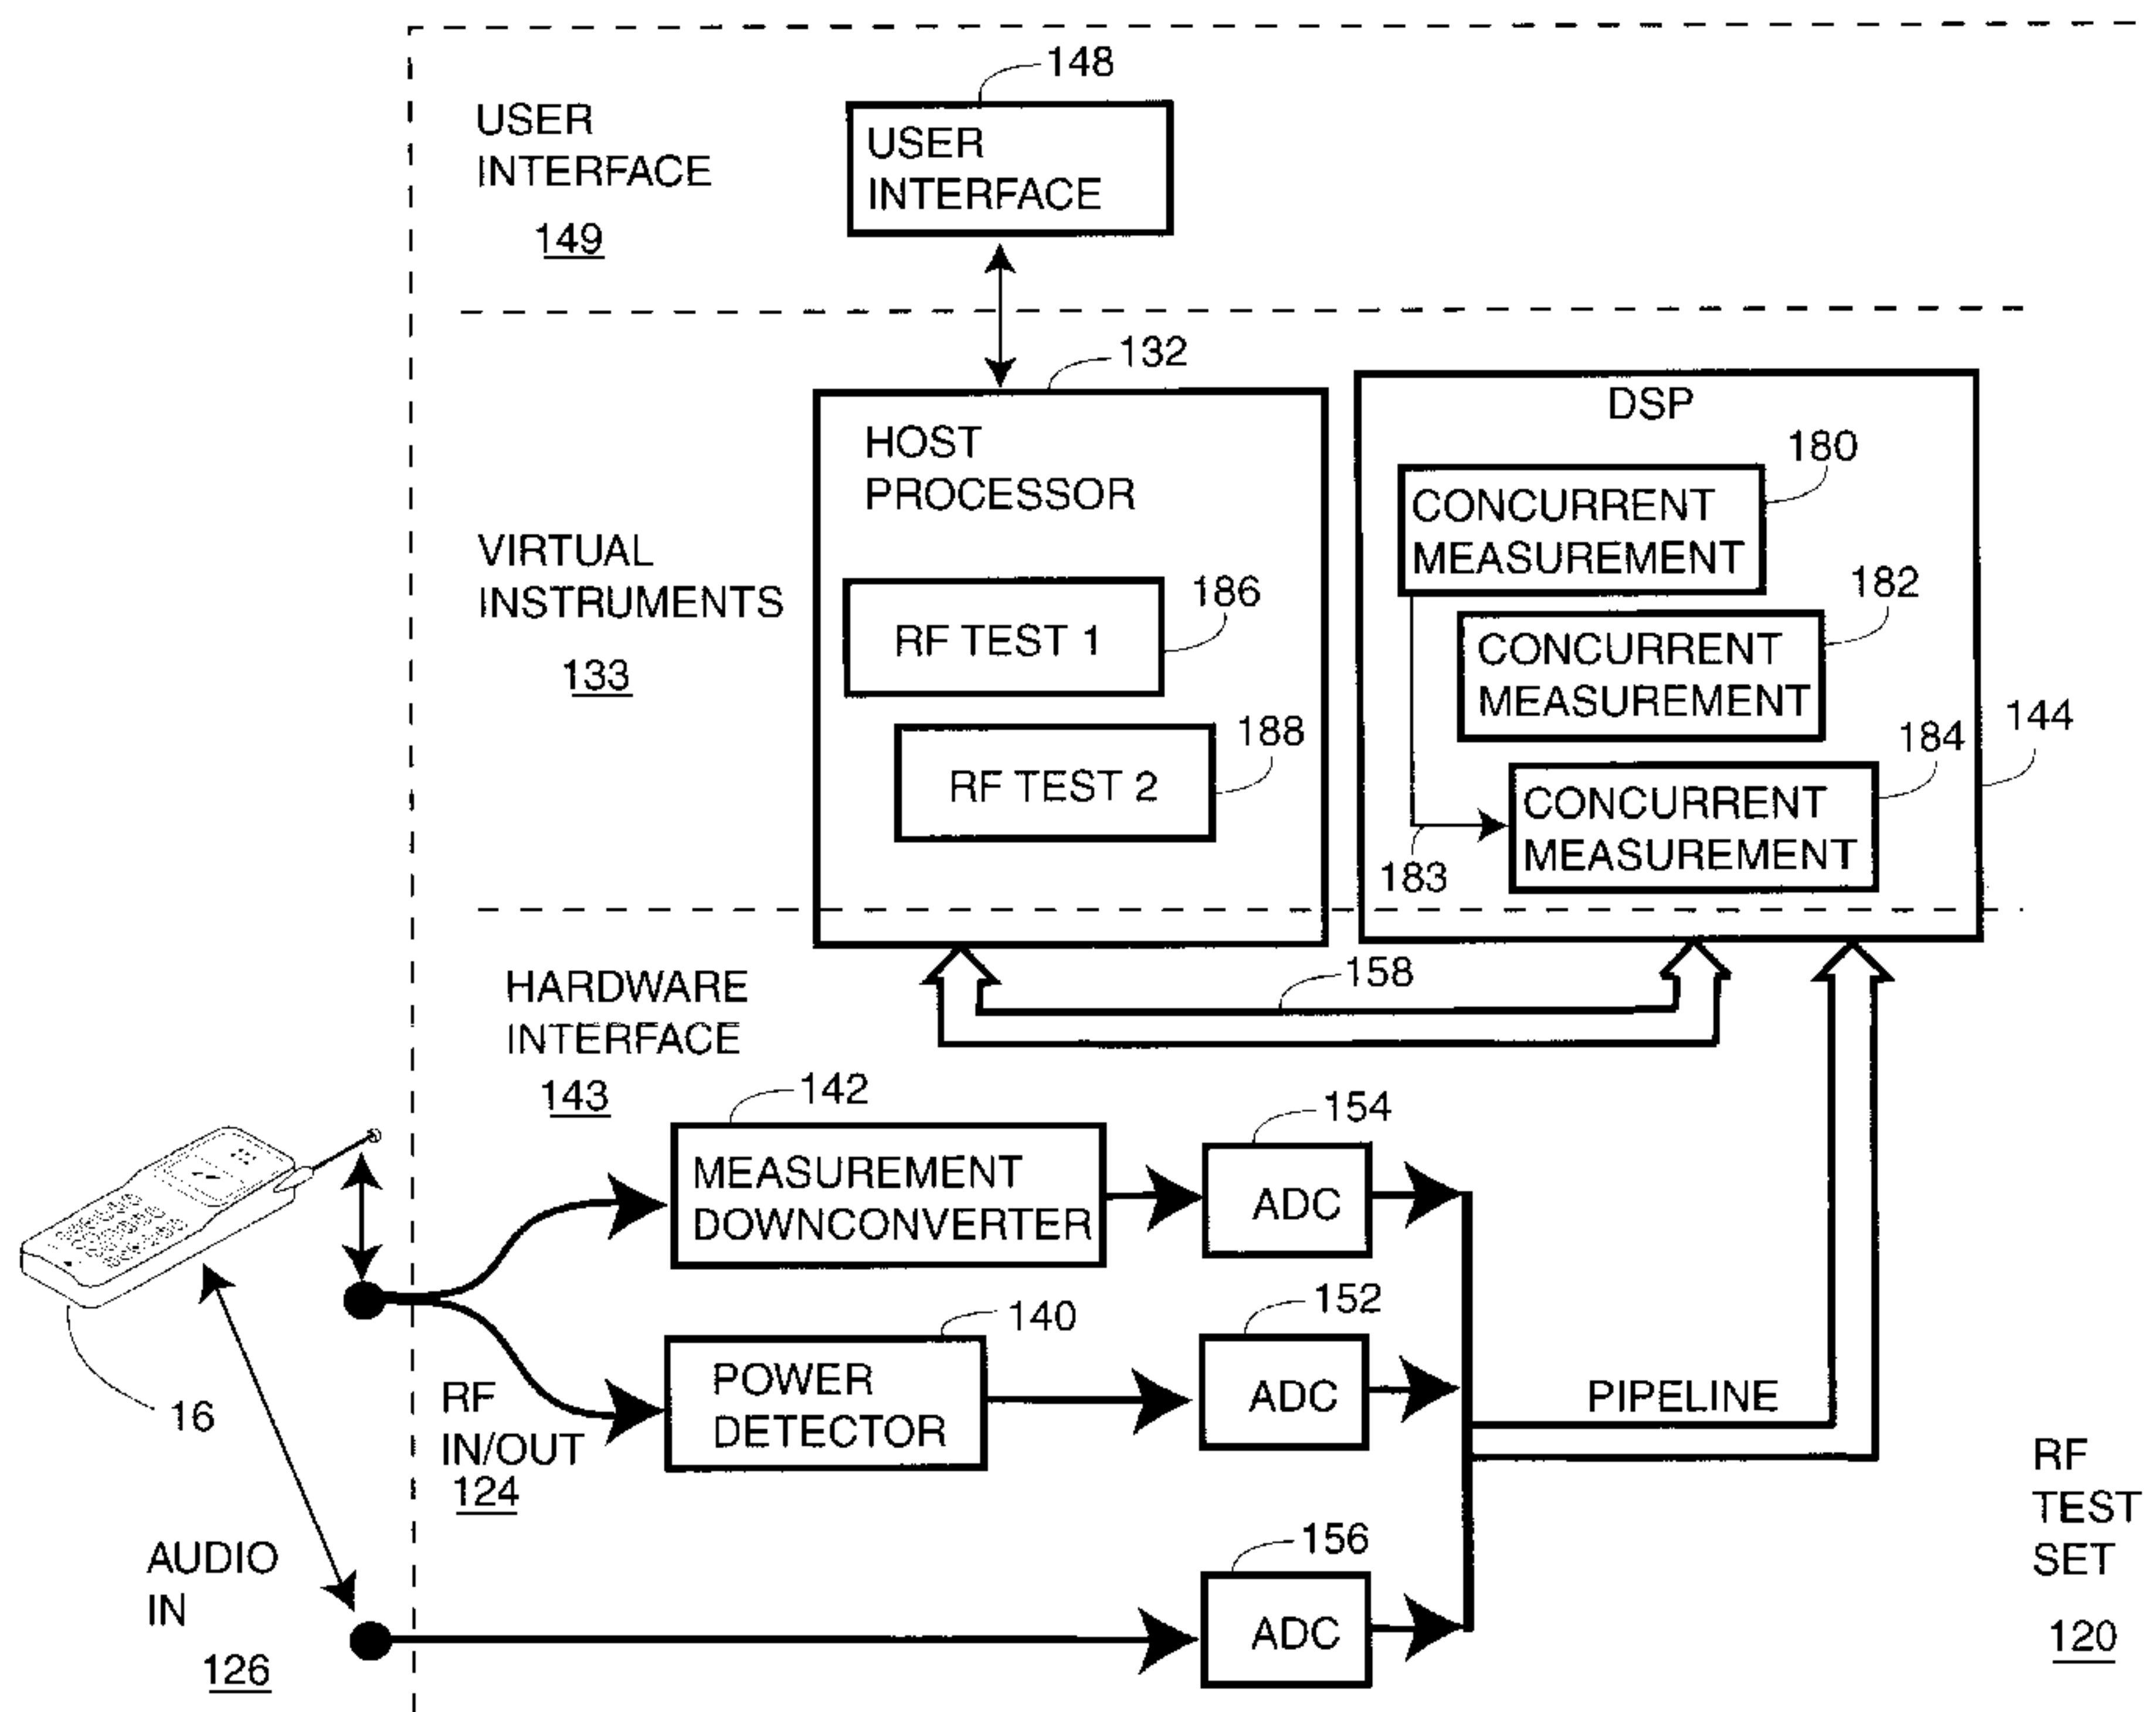 148
USER
INTERFACE
149
USER
INTERFACE
132
HOST
PROCESSOR
DSP
180
CONCURRENT
MEASUREMENT
VIRTUAL
INSTRUMENTS
133
186
RF TEST 1
182
CONCURRENT
MEASUREMENT
188
RF TEST 2
144
184
CONCURRENT
MEASUREMENT
183
158
HARDWARE
INTERFACE
143
142
MEASUREMENT
DOWNCONVERTER
154
ADC
140
POWER
DETECTOR
152
ADC
PIPELINE
16
RF
IN/OUT
124
RF
TEST
SET
120
156
ADC
AUDIO
IN
126